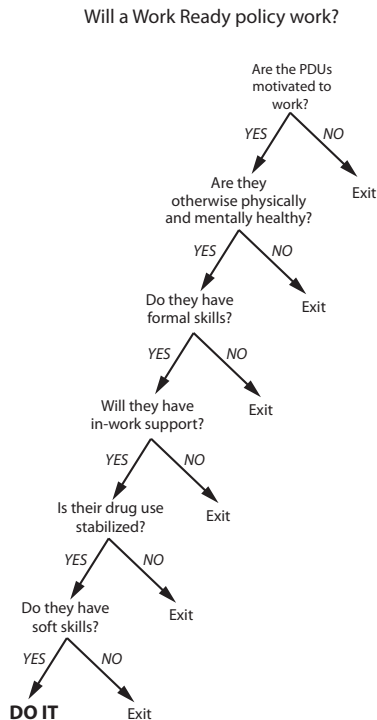 Will a Work Ready policy work?
Are the PDUs
motivated to
work?
YES
NO
Exit
Are they
otherwise physically
and mentally healthy?
YES
NO
Exit
Do they have
formal skills?
YES
NO
Exit
Will they have
in-work support?
YES
NO
Exit
Is their drug use
stabilized?
YES
NO
Exit
Do they have
soft skills?
YES
NO
DO IT
Exit